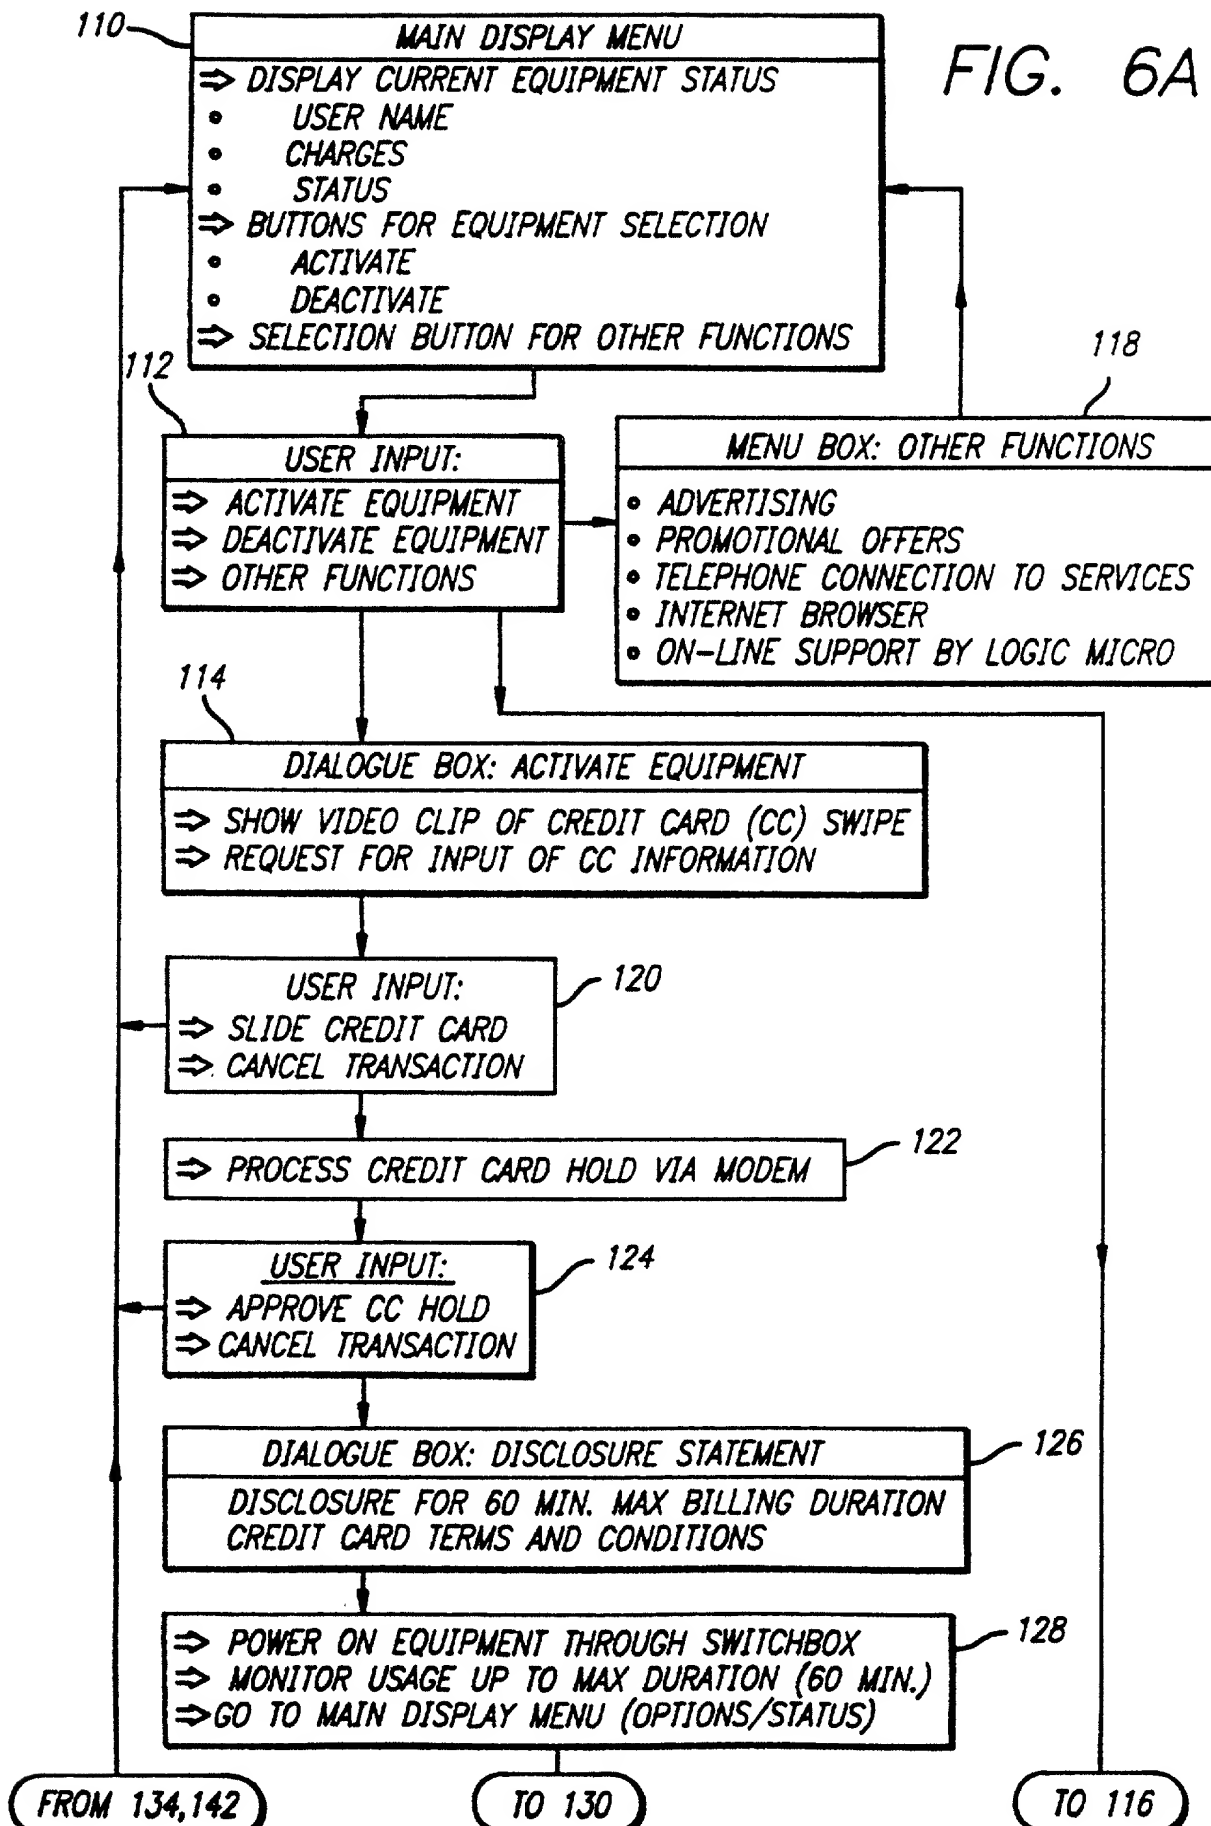 110
MAIN DISPLAY MENU
FIG. 6A
⇒ DISPLAY CURRENT EQUIPMENT STATUS
• USER NAME
• CHARGES
• STATUS
⇒ BUTTONS FOR EQUIPMENT SELECTION
• ACTIVATE
• DEACTIVATE
⇒ SELECTION BUTTON FOR OTHER FUNCTIONS
112
USER INPUT:
⇒ ACTIVATE EQUIPMENT
⇒ DEACTIVATE EQUIPMENT
⇒ OTHER FUNCTIONS
118
MENU BOX: OTHER FUNCTIONS
• ADVERTISING
• PROMOTIONAL OFFERS
• TELEPHONE CONNECTION TO SERVICES
• INTERNET BROWSER
• ON-LINE SUPPORT BY LOGIC MICRO
114
DIALOGUE BOX: ACTIVATE EQUIPMENT
⇒ SHOW VIDEO CLIP OF CREDIT CARD (CC) SWIPE
⇒ REQUEST FOR INPUT OF CC INFORMATION
120
USER INPUT:
⇒ SLIDE CREDIT CARD
⇒ CANCEL TRANSACTION
122
⇒ PROCESS CREDIT CARD HOLD VIA MODEM
124
USER INPUT:
⇒ APPROVE CC HOLD
⇒ CANCEL TRANSACTION
126
DIALOGUE BOX: DISCLOSURE STATEMENT
DISCLOSURE FOR 60 MIN. MAX BILLING DURATION
CREDIT CARD TERMS AND CONDITIONS
128
⇒ POWER ON EQUIPMENT THROUGH SWITCHBOX
⇒ MONITOR USAGE UP TO MAX DURATION (60 MIN.)
⇒ GO TO MAIN DISPLAY MENU (OPTIONS/STATUS)
FROM 134,142
TO 130
TO 116